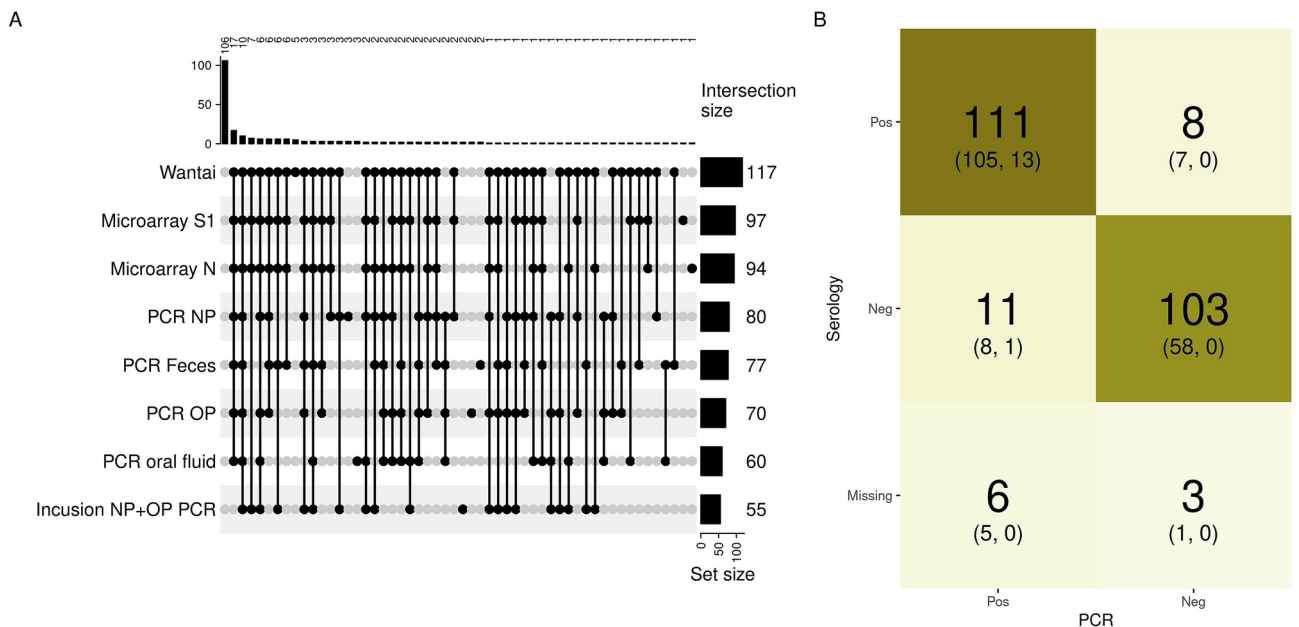 A
106 17 10 7 6 6 6 6 5 3 3 3 3 3 3 3 2 2 2 2 2 2 2 2 2 2 2 2 2 2 1 1 1 1 1 1 1 1 1 1 1 1 1 1 1 1 1 1 1 1 1 1 1 1
100
50
0
Intersection
size
Wantai
117
Microarray S1
97
Microarray N
94
PCR NP
80
PCR Feces
77
PCR OP
70
PCR oral fluid
60
Incusion NP+OP PCR
55
0 50 100
Set size
B
Serology
Pos
111
(105, 13)
8
(7, 0)
Neg
11
(8, 1)
103
(58, 0)
Missing
6
(5, 0)
3
(1, 0)
Pos
Neg
PCR